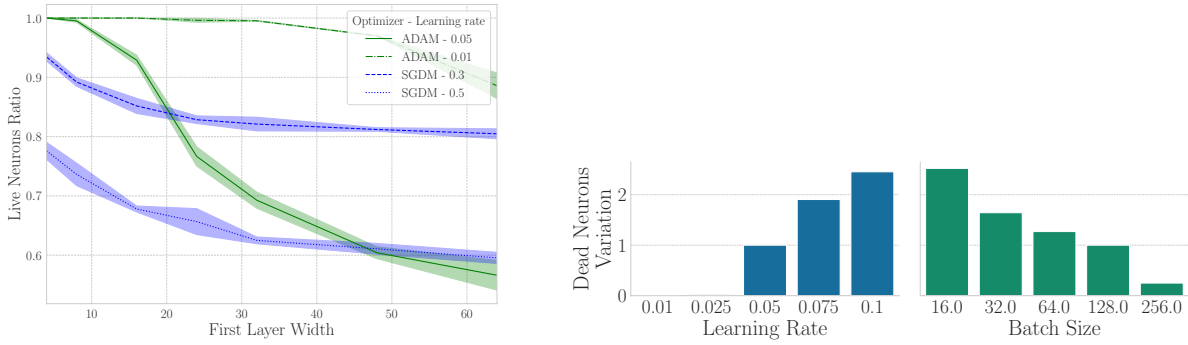 1.0
0.9
0.8
0.7
0.6
Live Neurons Ratio
10
20
30
40
50
60
First Layer Width
Optimizer - Learning rate
ADAM - 0.05
ADAM - 0.01
SGDM - 0.3
SGDM - 0.5
Dead Neurons
Variation
2
1
0
0.01
0.025
0.05
0.075
0.1
Learning Rate
16.0
32.0
64.0
128.0
256.0
Batch Size